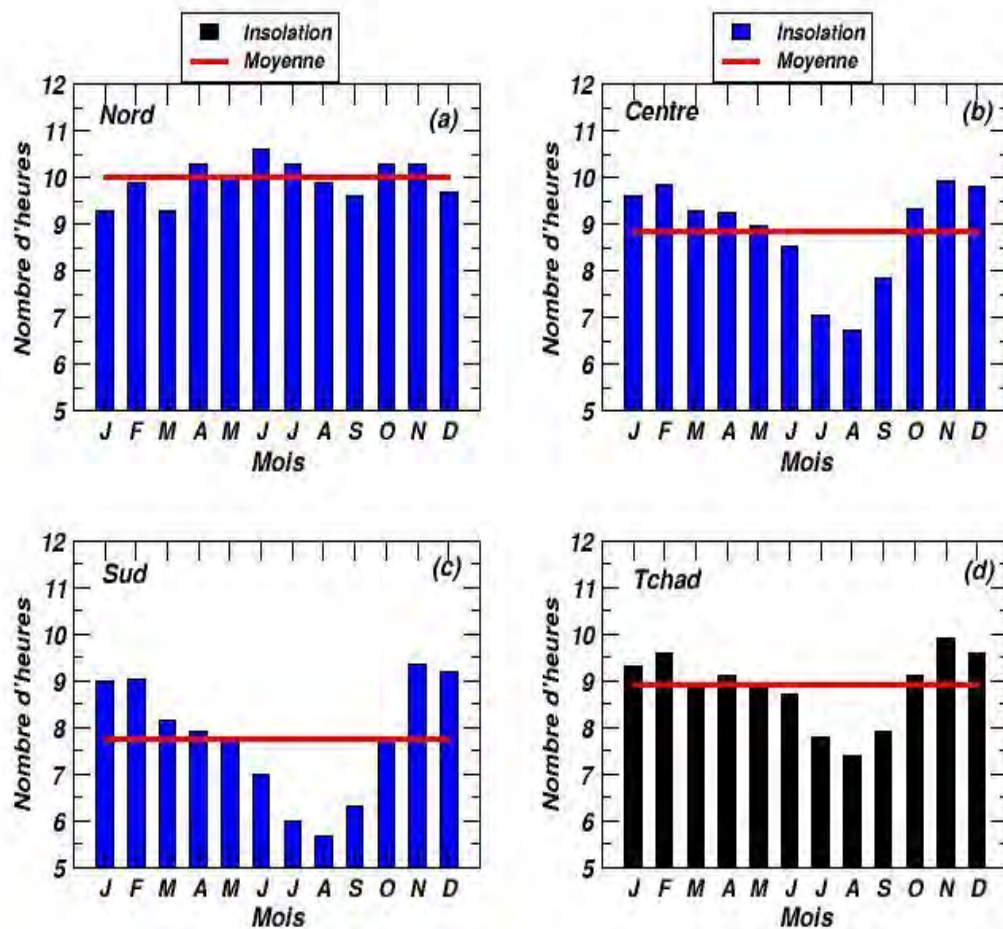 Insolation
Moyenne
Insolation
Moyenne
Nord (a)
12
11
10
9
8
7
6
5
Nombre d'heures
J F M A M J J A S O N D
Mois
Centre (b)
12
11
10
9
8
7
6
5
Nombre d'heures
J F M A M J J A S O N D
Mois
Sud (c)
12
11
10
9
8
7
6
5
Nombre d'heures
J F M A M J J A S O N D
Mois
Tchad (d)
12
11
10
9
8
7
6
5
Nombre d'heures
J F M A M J J A S O N D
Mois